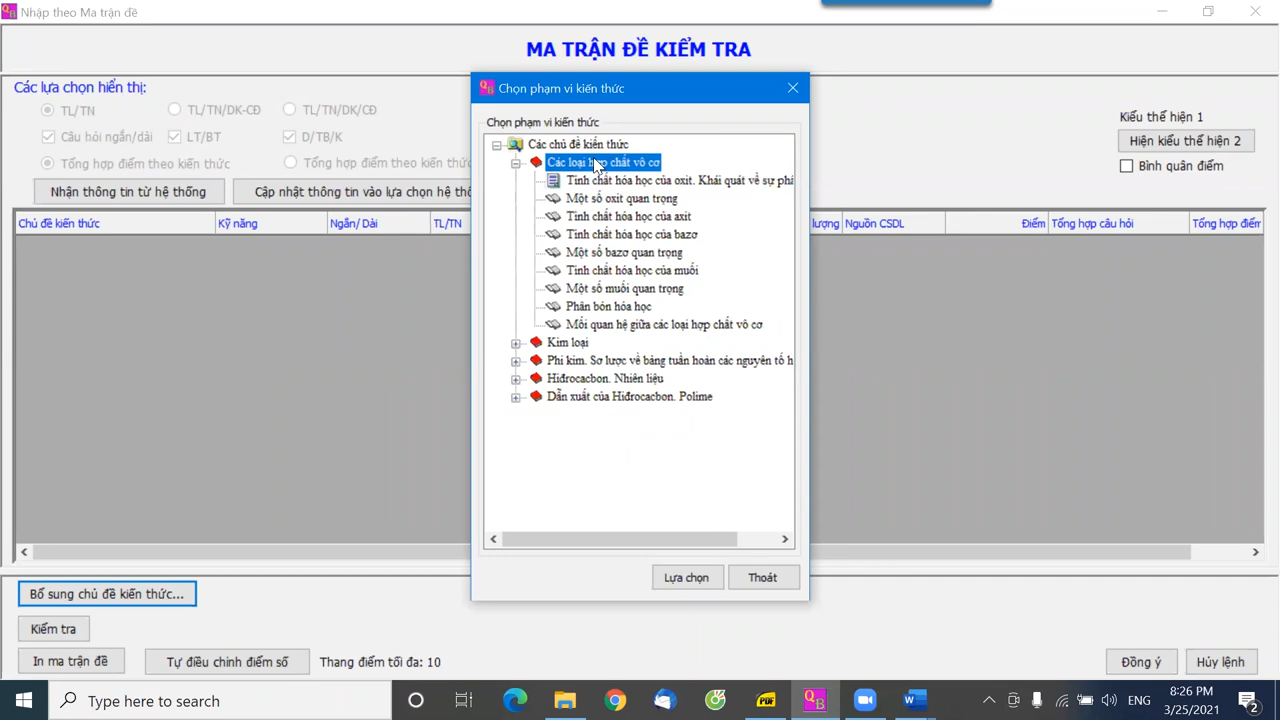 Nhập theo Ma trận đề
MA TRẬN ĐỀ KIỂM TRA
Các lựa chọn hiển thị:
TL/TN
TL/TN/DK-CĐ
TL/TN/DK/CĐ
Câu hỏi ngắn/dài
LT/BT
D/TB/K
Tổng hợp điểm theo kiến thức
Tổng hợp điểm theo kiến thức
Nhận thông tin từ hệ thống
Cập nhật thông tin vào lựa chọn hệ thố
Kiểu thể hiện 1
Hiện kiểu thể hiện 2
Bình quân điểm
Chủ đề kiến thức
Kỹ năng
Ngắn/ Dài
TL/TN
lượng
Nguồn CSDL
Điểm
Tổng hợp câu hỏi
Tổng hợp điểm
Chọn phạm vi kiến thức
Chọn phạm vi kiến thức
Các chủ đề kiến thức
Các loại hợp chất vô cơ
Tính chất hóa học của oxit. Khái quát về sự phâ
Một số oxit quan trọng
Tính chất hóa học của axit
Tính chất hóa học của bazơ
Một số bazơ quan trọng
Tính chất hóa học của muối
Một số muối quan trọng
Phân bón hóa học
Mối quan hệ giữa các loại hợp chất vô cơ
Kim loại
Phi kim. Sơ lược về bảng tuần hoàn các nguyên tố h
Hiđrocacbon. Nhiên liệu
Dẫn xuất của Hiđrocacbon. Polime
Lựa chọn
Thoát
Bổ sung chủ đề kiến thức...
Kiểm tra
In ma trận đề
Tự điều chỉnh điểm số
Thang điểm tối đa: 10
Đồng ý
Hủy lệnh
Type here to search
PDF
QB
W
ENG
8:26 PM
3/25/2021
2